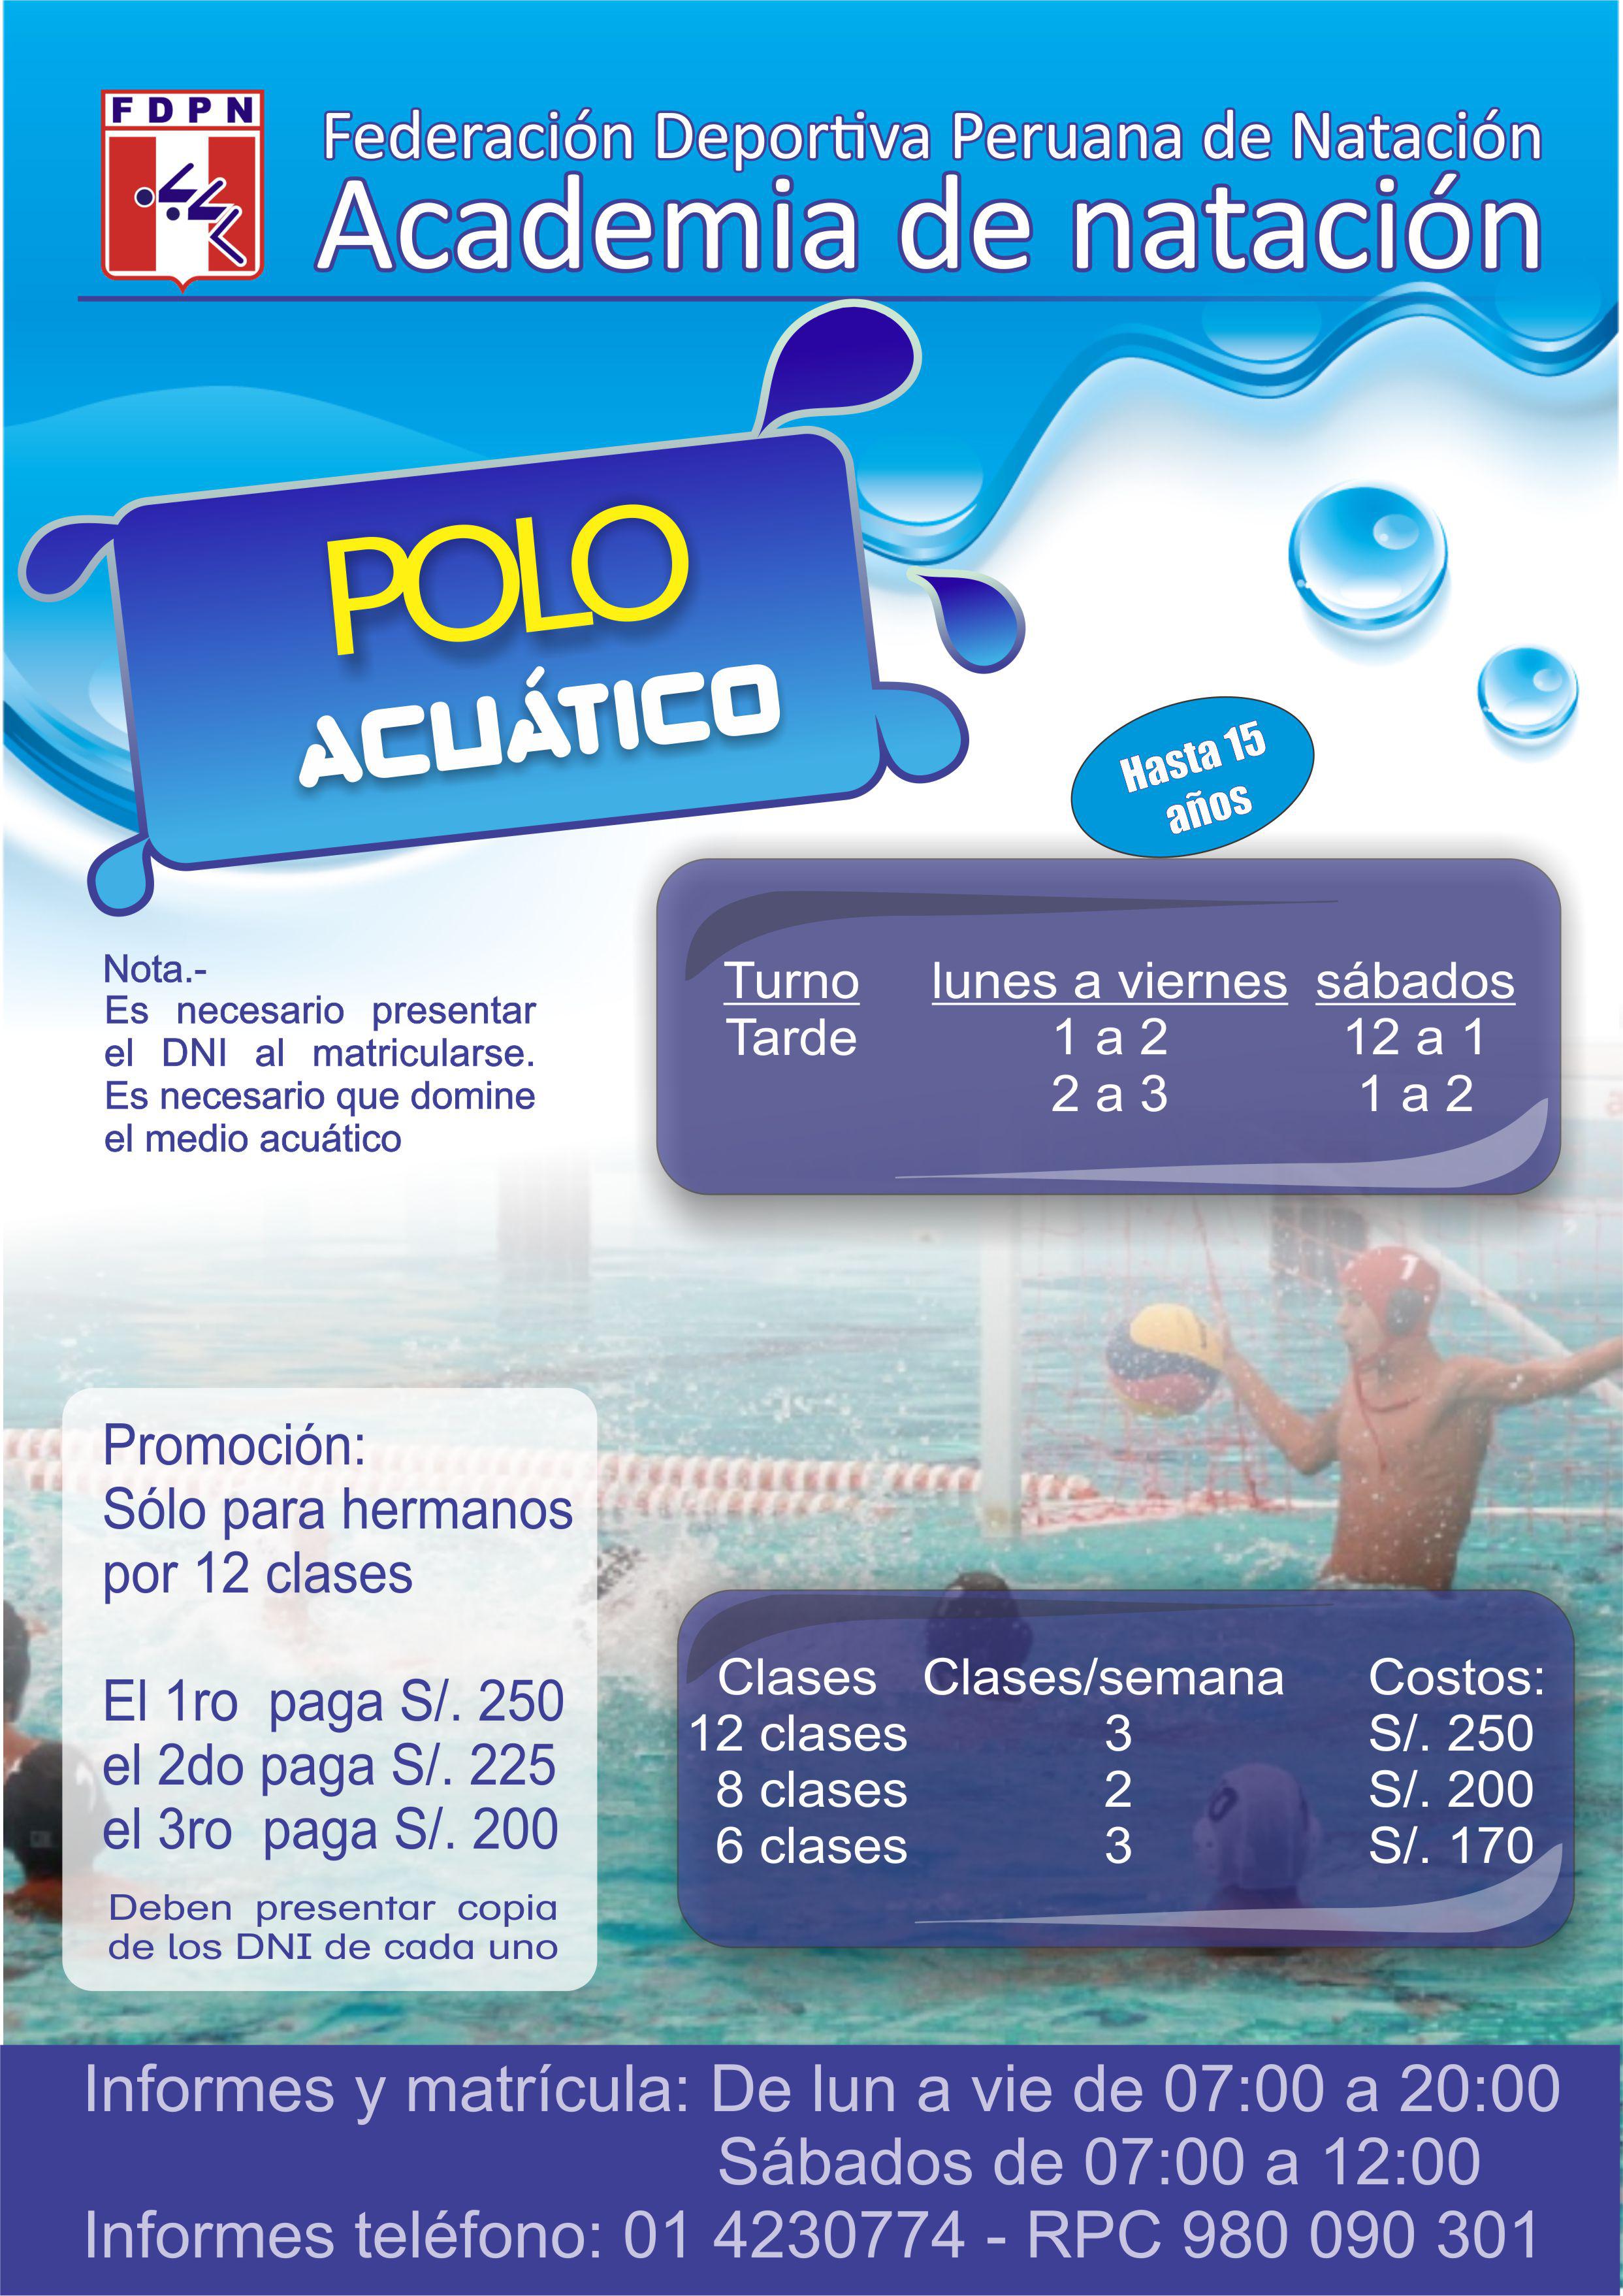 FDPN
Federación Deportiva Peruana de Natación
Academia de natación
POLO
ACUÁTICO
Hasta 15
años
Turno lunes a viernes sábados
Tarde 1 a 2 12 a 1
2 a 3 1 a 2
Nota.-
Es necesario presentar
el DNI al matricularse.
Es necesario que domine
el medio acuático
Promoción:
Sólo para hermanos
por 12 clases
El 1ro paga S/. 250
el 2do paga S/. 225
el 3ro paga S/. 200
Deben presentar copia
de los DNI de cada uno
Clases Clases/semana Costos:
12 clases 3 S/. 250
8 clases 2 S/. 200
6 clases 3 S/. 170
Informes y matrícula: De lun a vie de 07:00 a 20:00
Sábados de 07:00 a 12:00
Informes teléfono: 01 4230774 - RPC 980 090 301